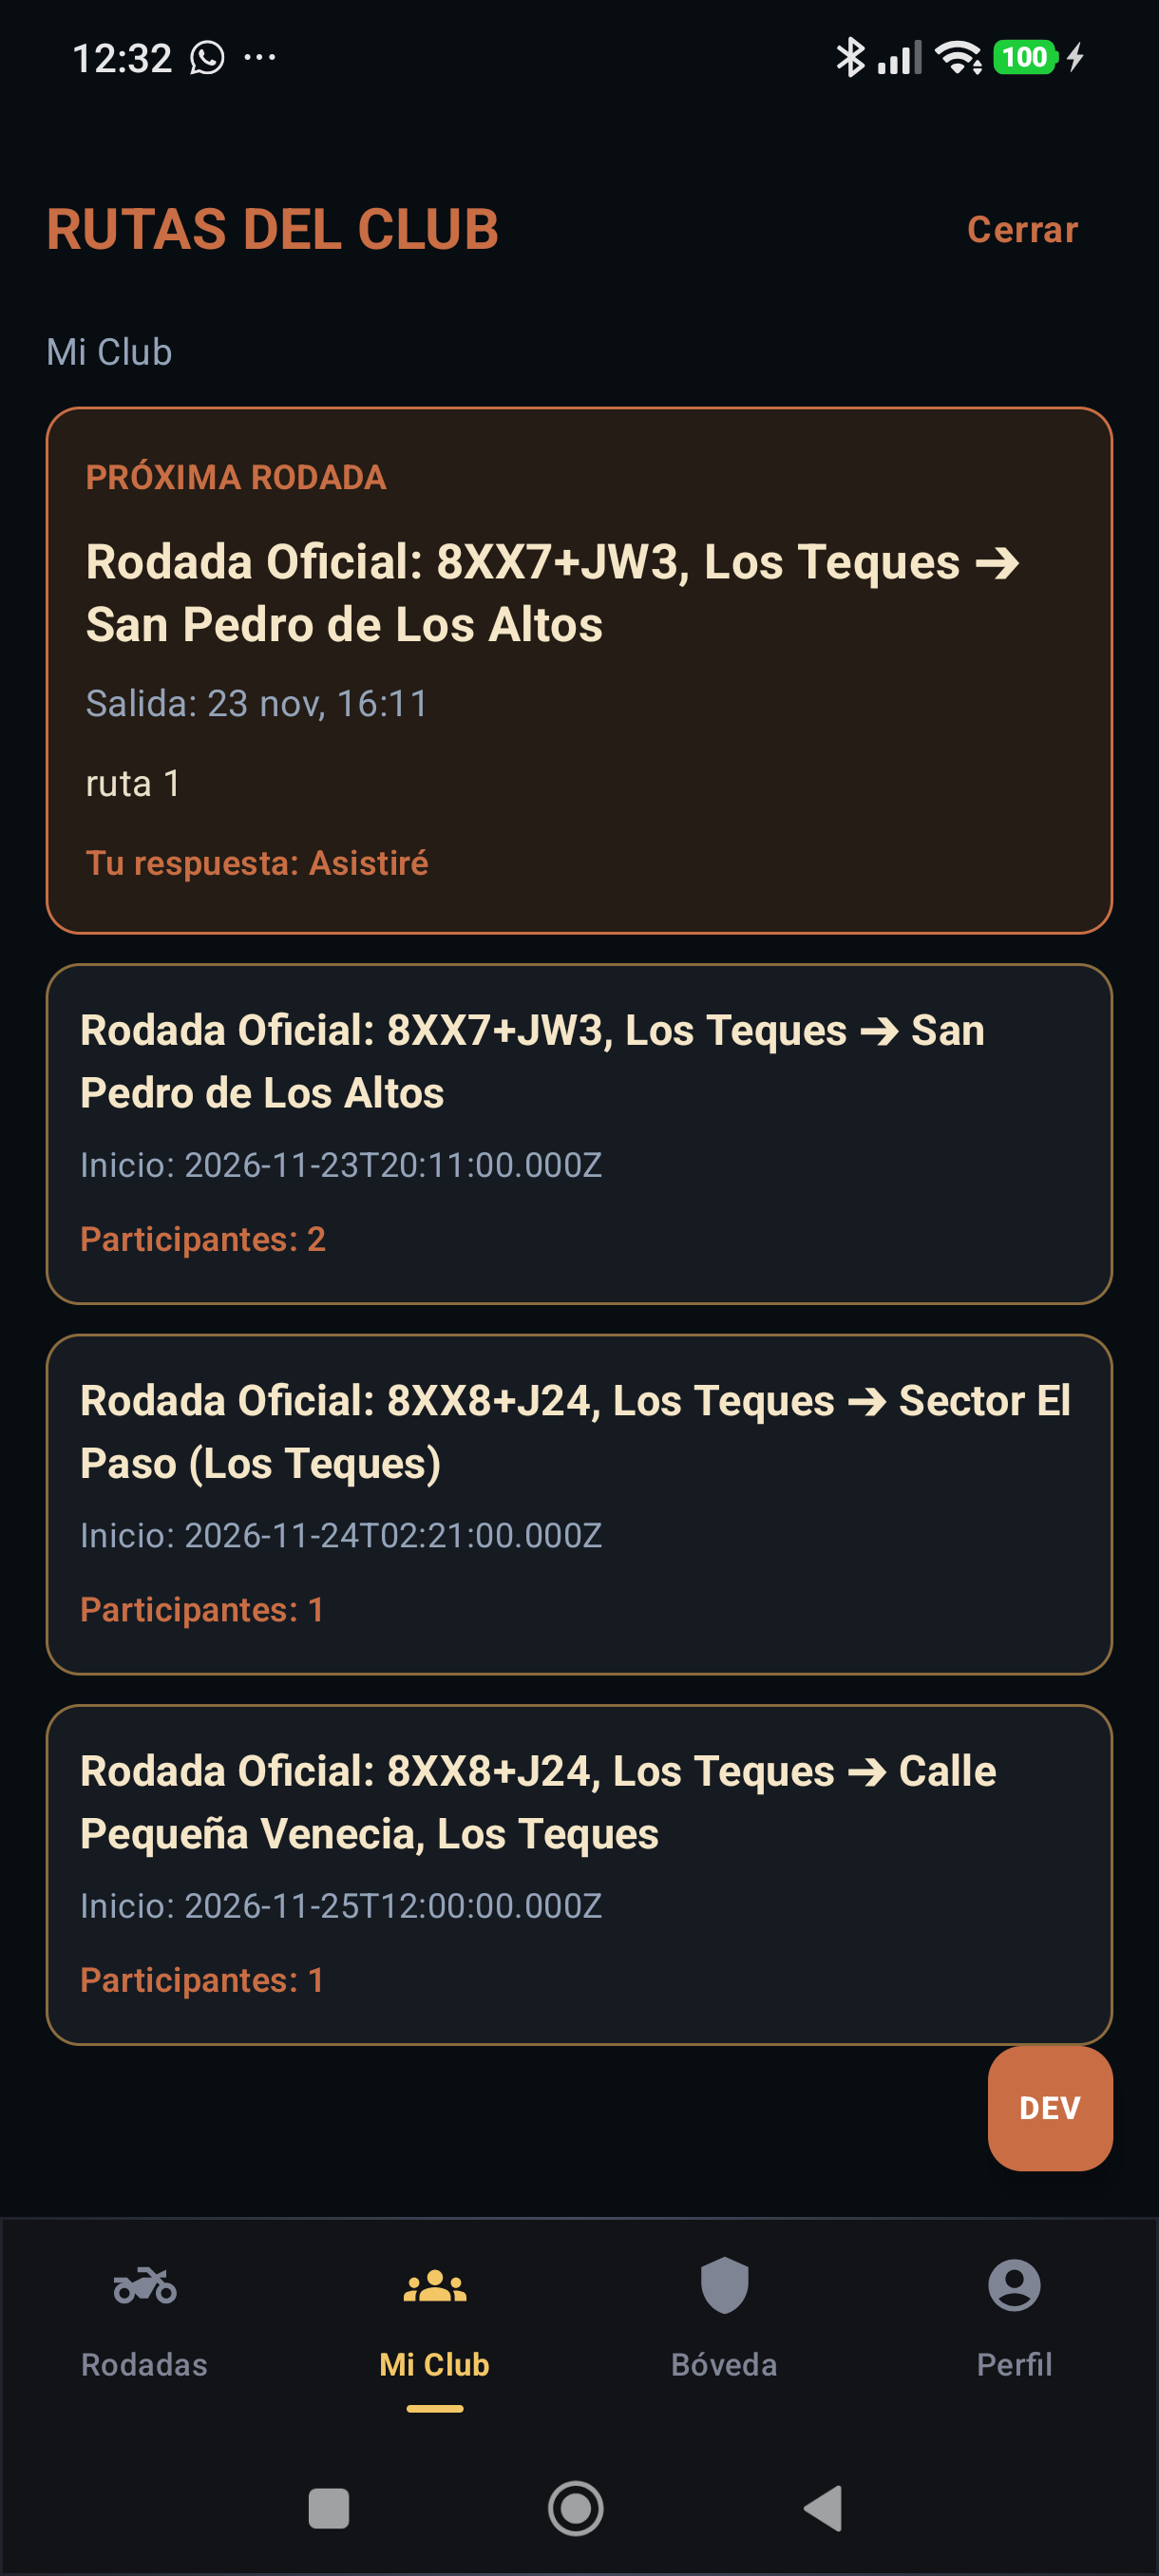 12:32
100
RUTAS DEL CLUB
Cerrar
Mi Club
PRÓXIMA RODADA
Rodada Oficial: 8XX7+JW3, Los Teques ➔
San Pedro de Los Altos
Salida: 23 nov, 16:11
ruta 1
Tu respuesta: Asistiré
Rodada Oficial: 8XX7+JW3, Los Teques ➔ San
Pedro de Los Altos
Inicio: 2026-11-23T20:11:00.000Z
Participantes: 2
Rodada Oficial: 8XX8+J24, Los Teques ➔ Sector El
Paso (Los Teques)
Inicio: 2026-11-24T02:21:00.000Z
Participantes: 1
Rodada Oficial: 8XX8+J24, Los Teques ➔ Calle
Pequeña Venecia, Los Teques
Inicio: 2026-11-25T12:00:00.000Z
Participantes: 1
DEV
Rodadas
Mi Club
Bóveda
Perfil